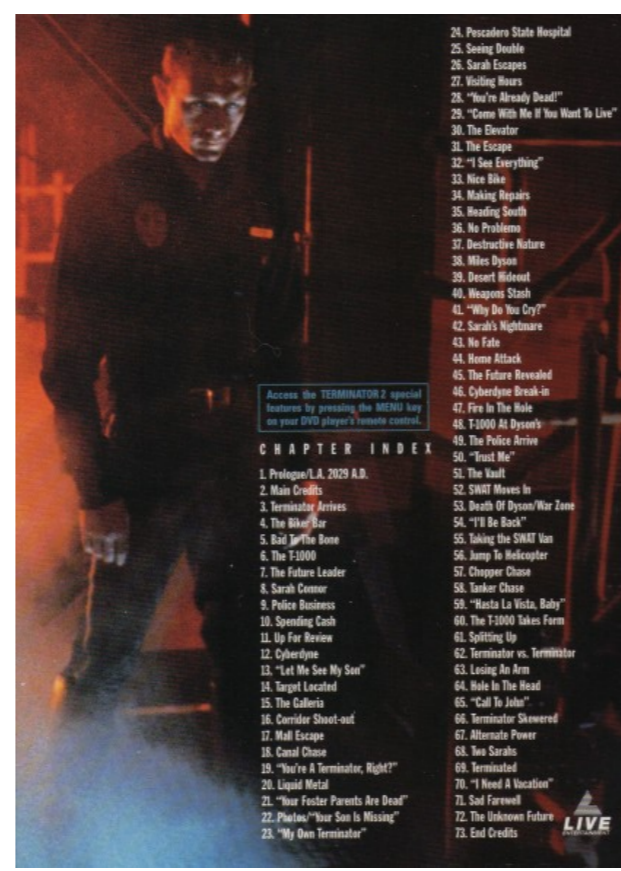 Access the TERMINATOR 2 special
features by pressing the MENU key
on your DVD player's remote control.
CHAPTER INDEX
1. Prologue/L.A. 2029 A.D.
2. Main Credits
3. Terminator Arrives
4. The Biker Bar
5. Bad To The Bone
6. The T-1000
7. The Future Leader
8. Sarah Connor
9. Police Business
10. Spending Cash
11. Up For Review
12. Cyberdyne
13. "Let Me See My Son"
14. Target Located
15. The Galleria
16. Corridor Shoot-out
17. Mall Escape
18. Canal Chase
19. "You're A Terminator, Right?"
20. Liquid Metal
21. "Your Foster Parents Are Dead"
22. Photos/"Your Son Is Missing"
23. "My Own Terminator"
24. Pescadero State Hospital
25. Seeing Double
26. Sarah Escapes
27. Visiting Hours
28. "You're Already Dead!"
29. "Come With Me If You Want To Live"
30. The Elevator
31. The Escape
32. "I See Everything"
33. Nice Bike
34. Making Repairs
35. Heading South
36. No Problemo
37. Destructive Nature
38. Miles Dyson
39. Desert Hideout
40. Weapons Stash
41. "Why Do You Cry?"
42. Sarah's Nightmare
43. No Fate
44. Home Attack
45. The Future Revealed
46. Cyberdyne Break-in
47. Fire In The Hole
48. T-1000 At Dyson's
49. The Police Arrive
50. "Trust Me"
51. The Vault
52. SWAT Moves In
53. Death Of Dyson/War Zone
54. "I'll Be Back"
55. Taking the SWAT Van
56. Jump To Helicopter
57. Chopper Chase
58. Tanker Chase
59. "Hasta La Vista, Baby"
60. The T-1000 Takes Form
61. Splitting Up
62. Terminator vs. Terminator
63. Losing An Arm
64. Hole In The Head
65. "Call To John"
66. Terminator Skewered
67. Alternate Power
68. Two Sarahs
69. Terminated
70. "I Need A Vacation"
71. Sad Farewell
72. The Unknown Future
73. End Credits
LIVE
ENTERTAINMENT